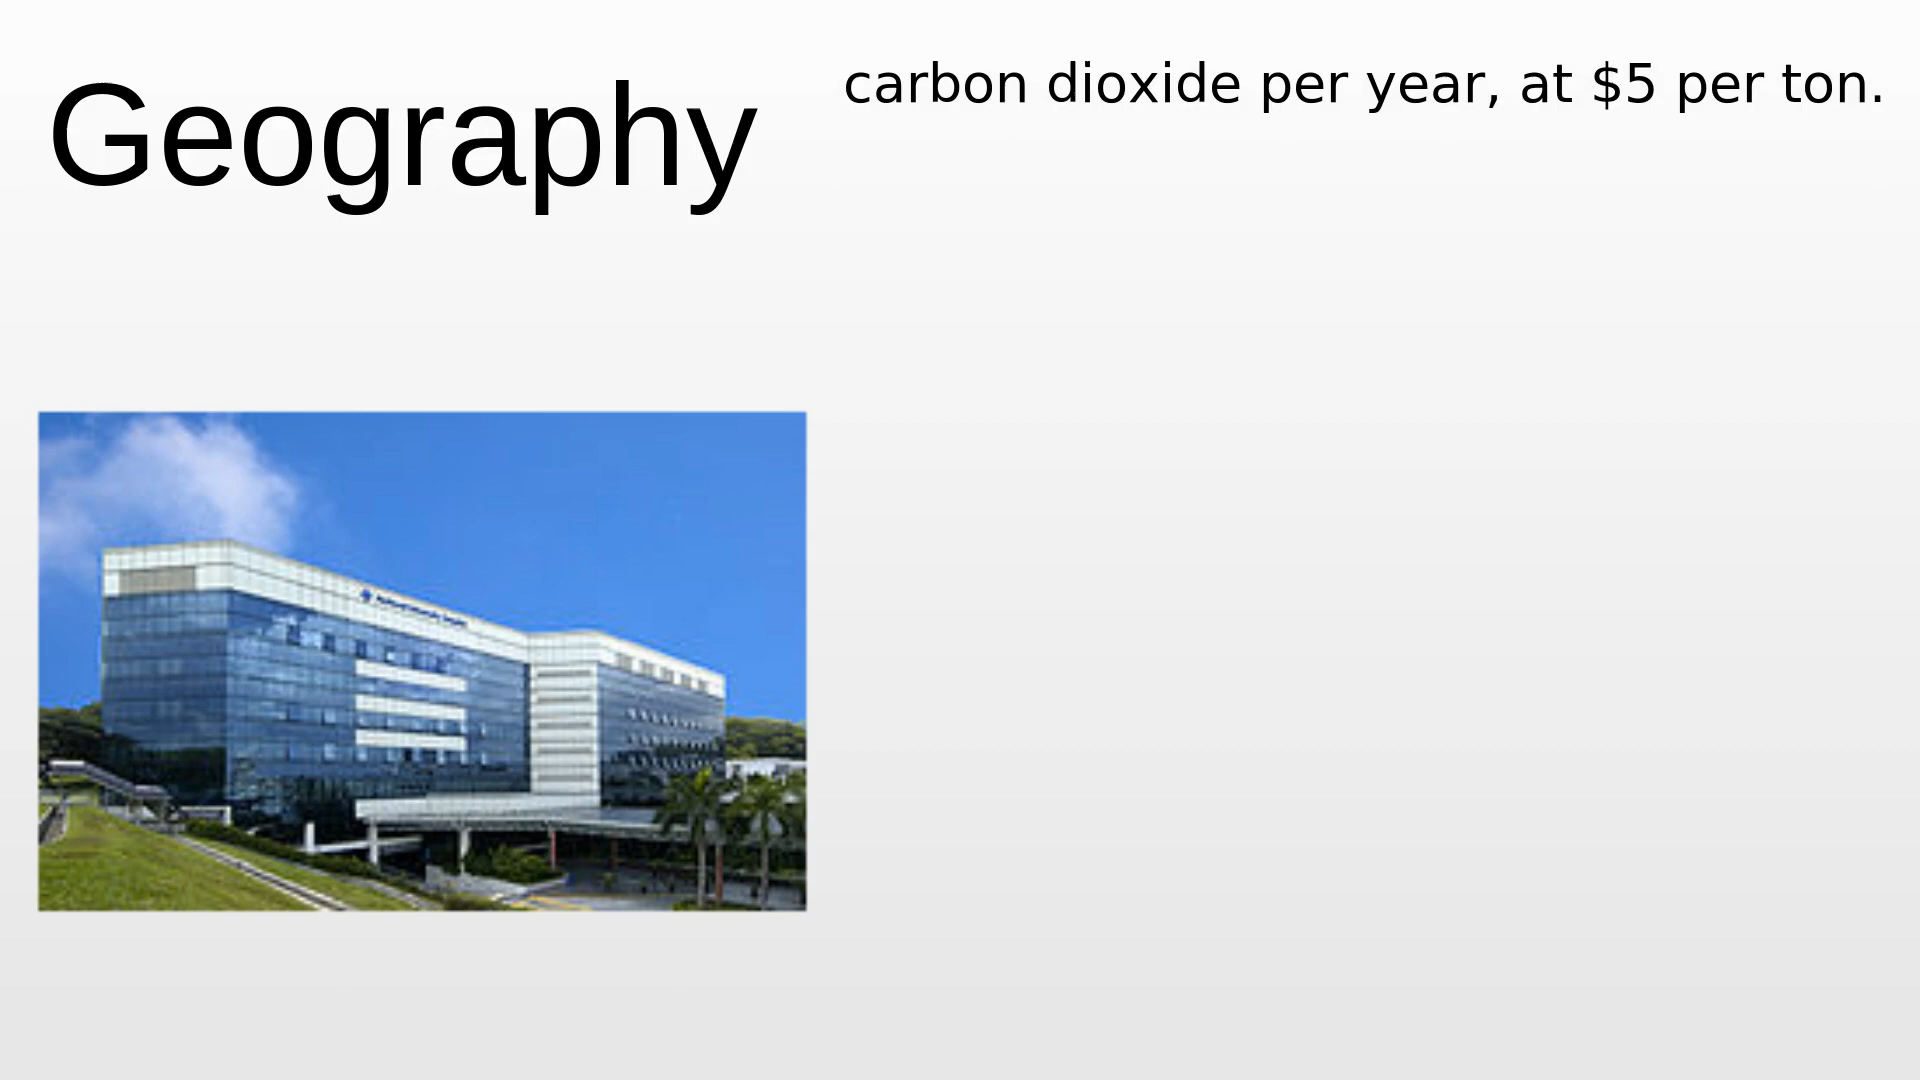 Geography
carbon dioxide per year, at $5 per ton.